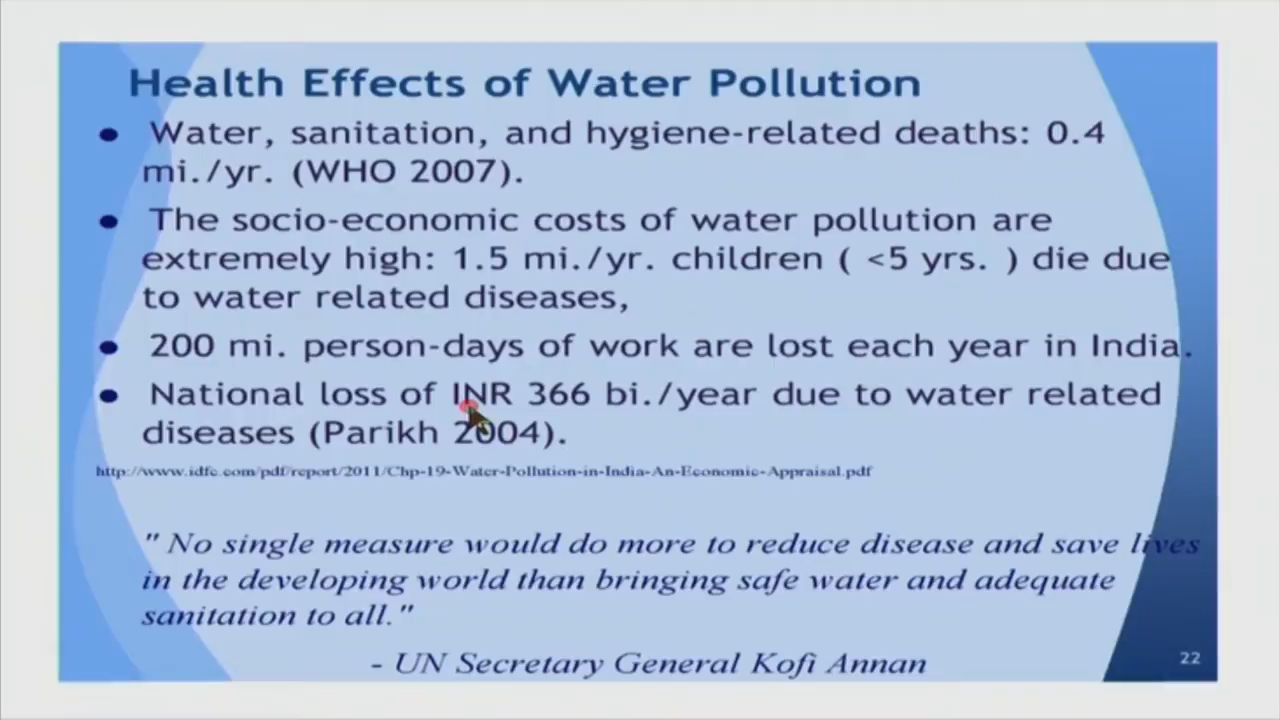 Health Effects of Water Pollution
● Water, sanitation, and hygiene-related deaths: 0.4
mi./yr. (WHO 2007).
● The socio-economic costs of water pollution are
extremely high: 1.5 mi./yr. children ( <5 yrs. ) die due
to water related diseases,
● 200 mi. person-days of work are lost each year in India.
● National loss of INR 366 bi./year due to water related
diseases (Parikh 2004).
http://www.idfc.com/pdf/report/2011/Chp-19-Water-Pollution-in-India-An-Economic-Appraisal.pdf
" No single measure would do more to reduce disease and save lives
in the developing world than bringing safe water and adequate
sanitation to all."
- UN Secretary General Kofi Annan
22